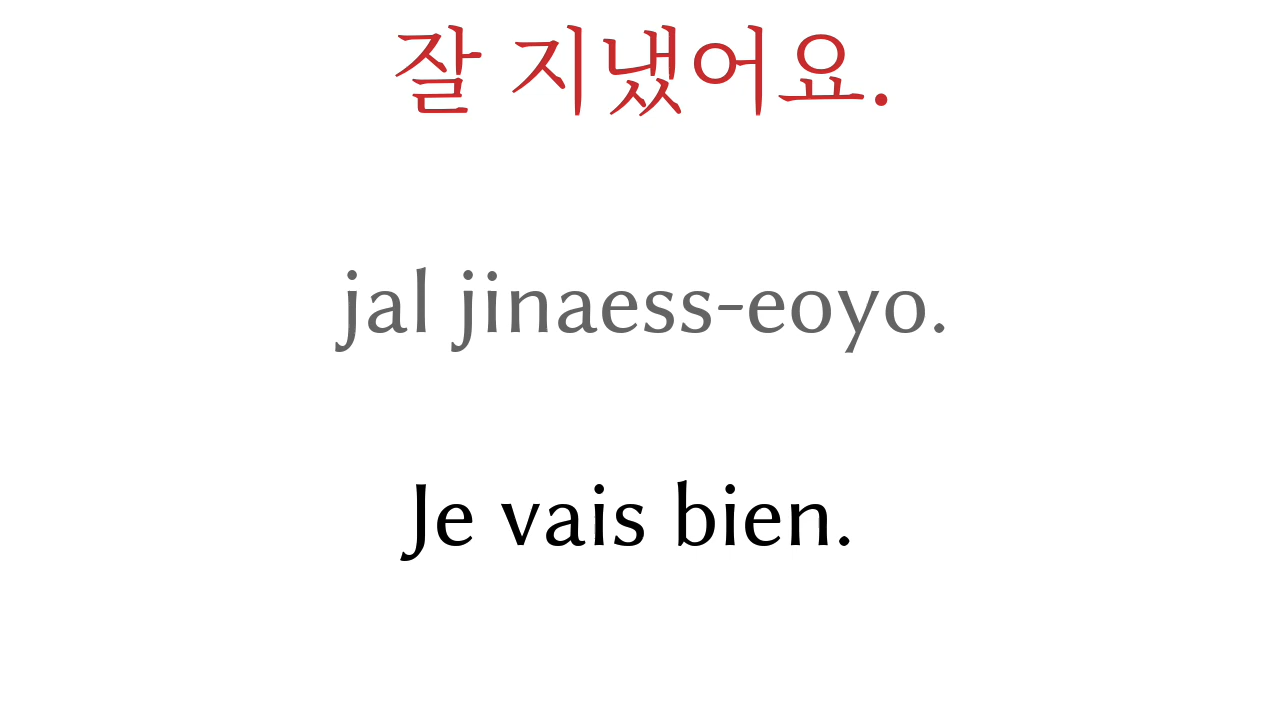 잘 지냈어요.
jal jinaess-eoyo.
Je vais bien.